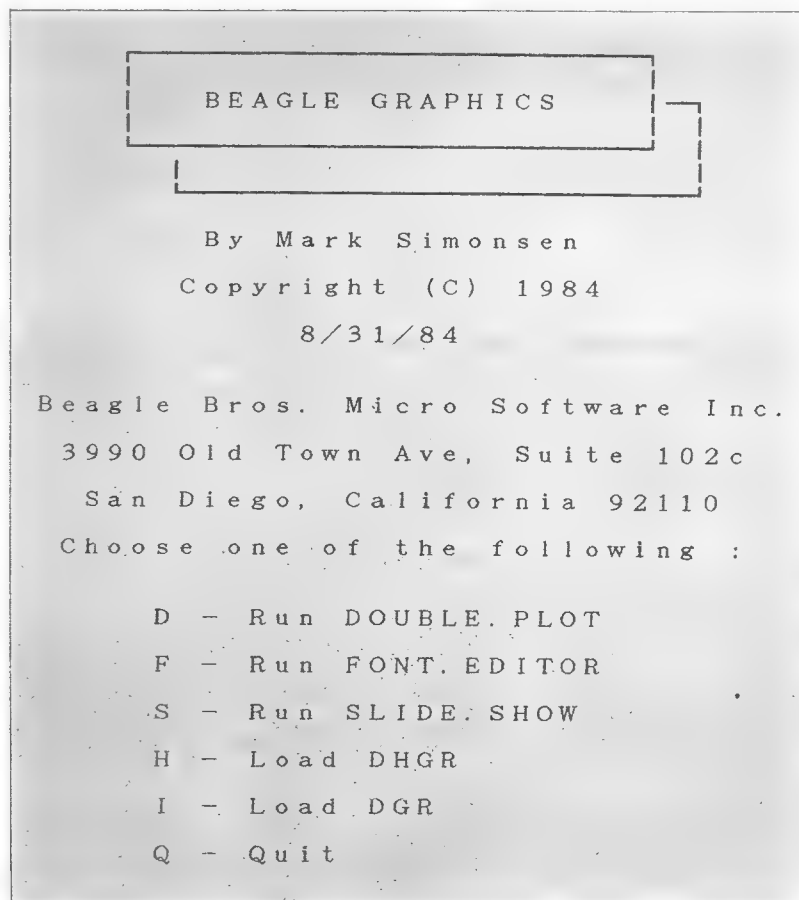 BEAGLE GRAPHICS
By Mark Simonsen
Copyright (C) 1984
8/31/84
Beagle Bros. Micro Software Inc.
3990 Old Town Ave, Suite 102c
San Diego, California 92110
Choose one of the following :
D - Run DOUBLE.PLOT
F - Run FONT.EDITOR
S - Run SLIDE.SHOW
H - Load DHGR
I - Load DGR
Q - Quit